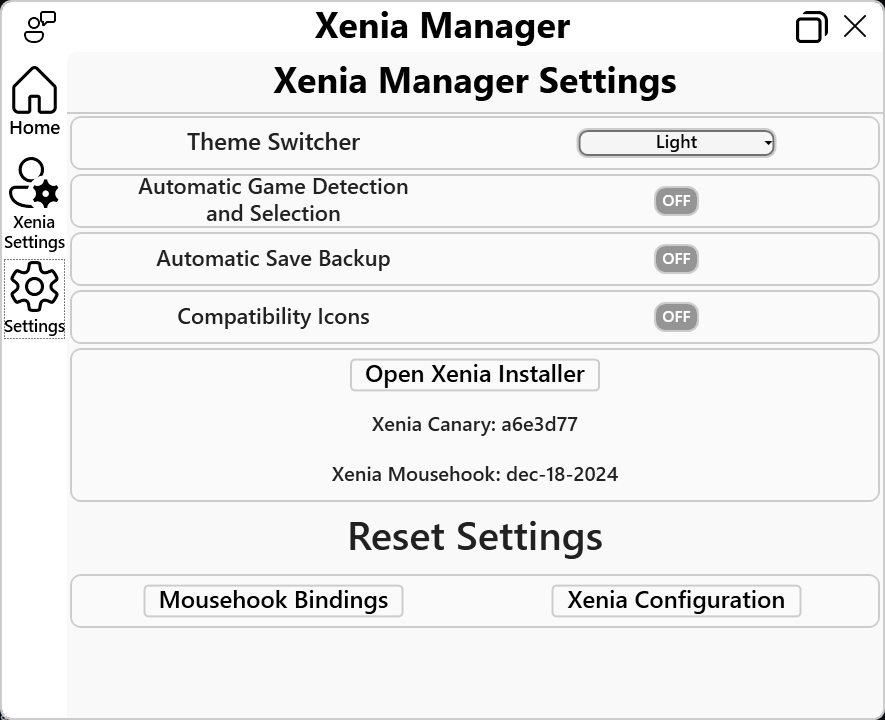 Xenia Manager
Home
Xenia
Settings
Settings
Xenia Manager Settings
Theme Switcher
Light
Automatic Game Detection
and Selection
OFF
Automatic Save Backup
OFF
Compatibility Icons
OFF
Open Xenia Installer
Xenia Canary: a6e3d77
Xenia Mousehook: dec-18-2024
Reset Settings
Mousehook Bindings
Xenia Configuration